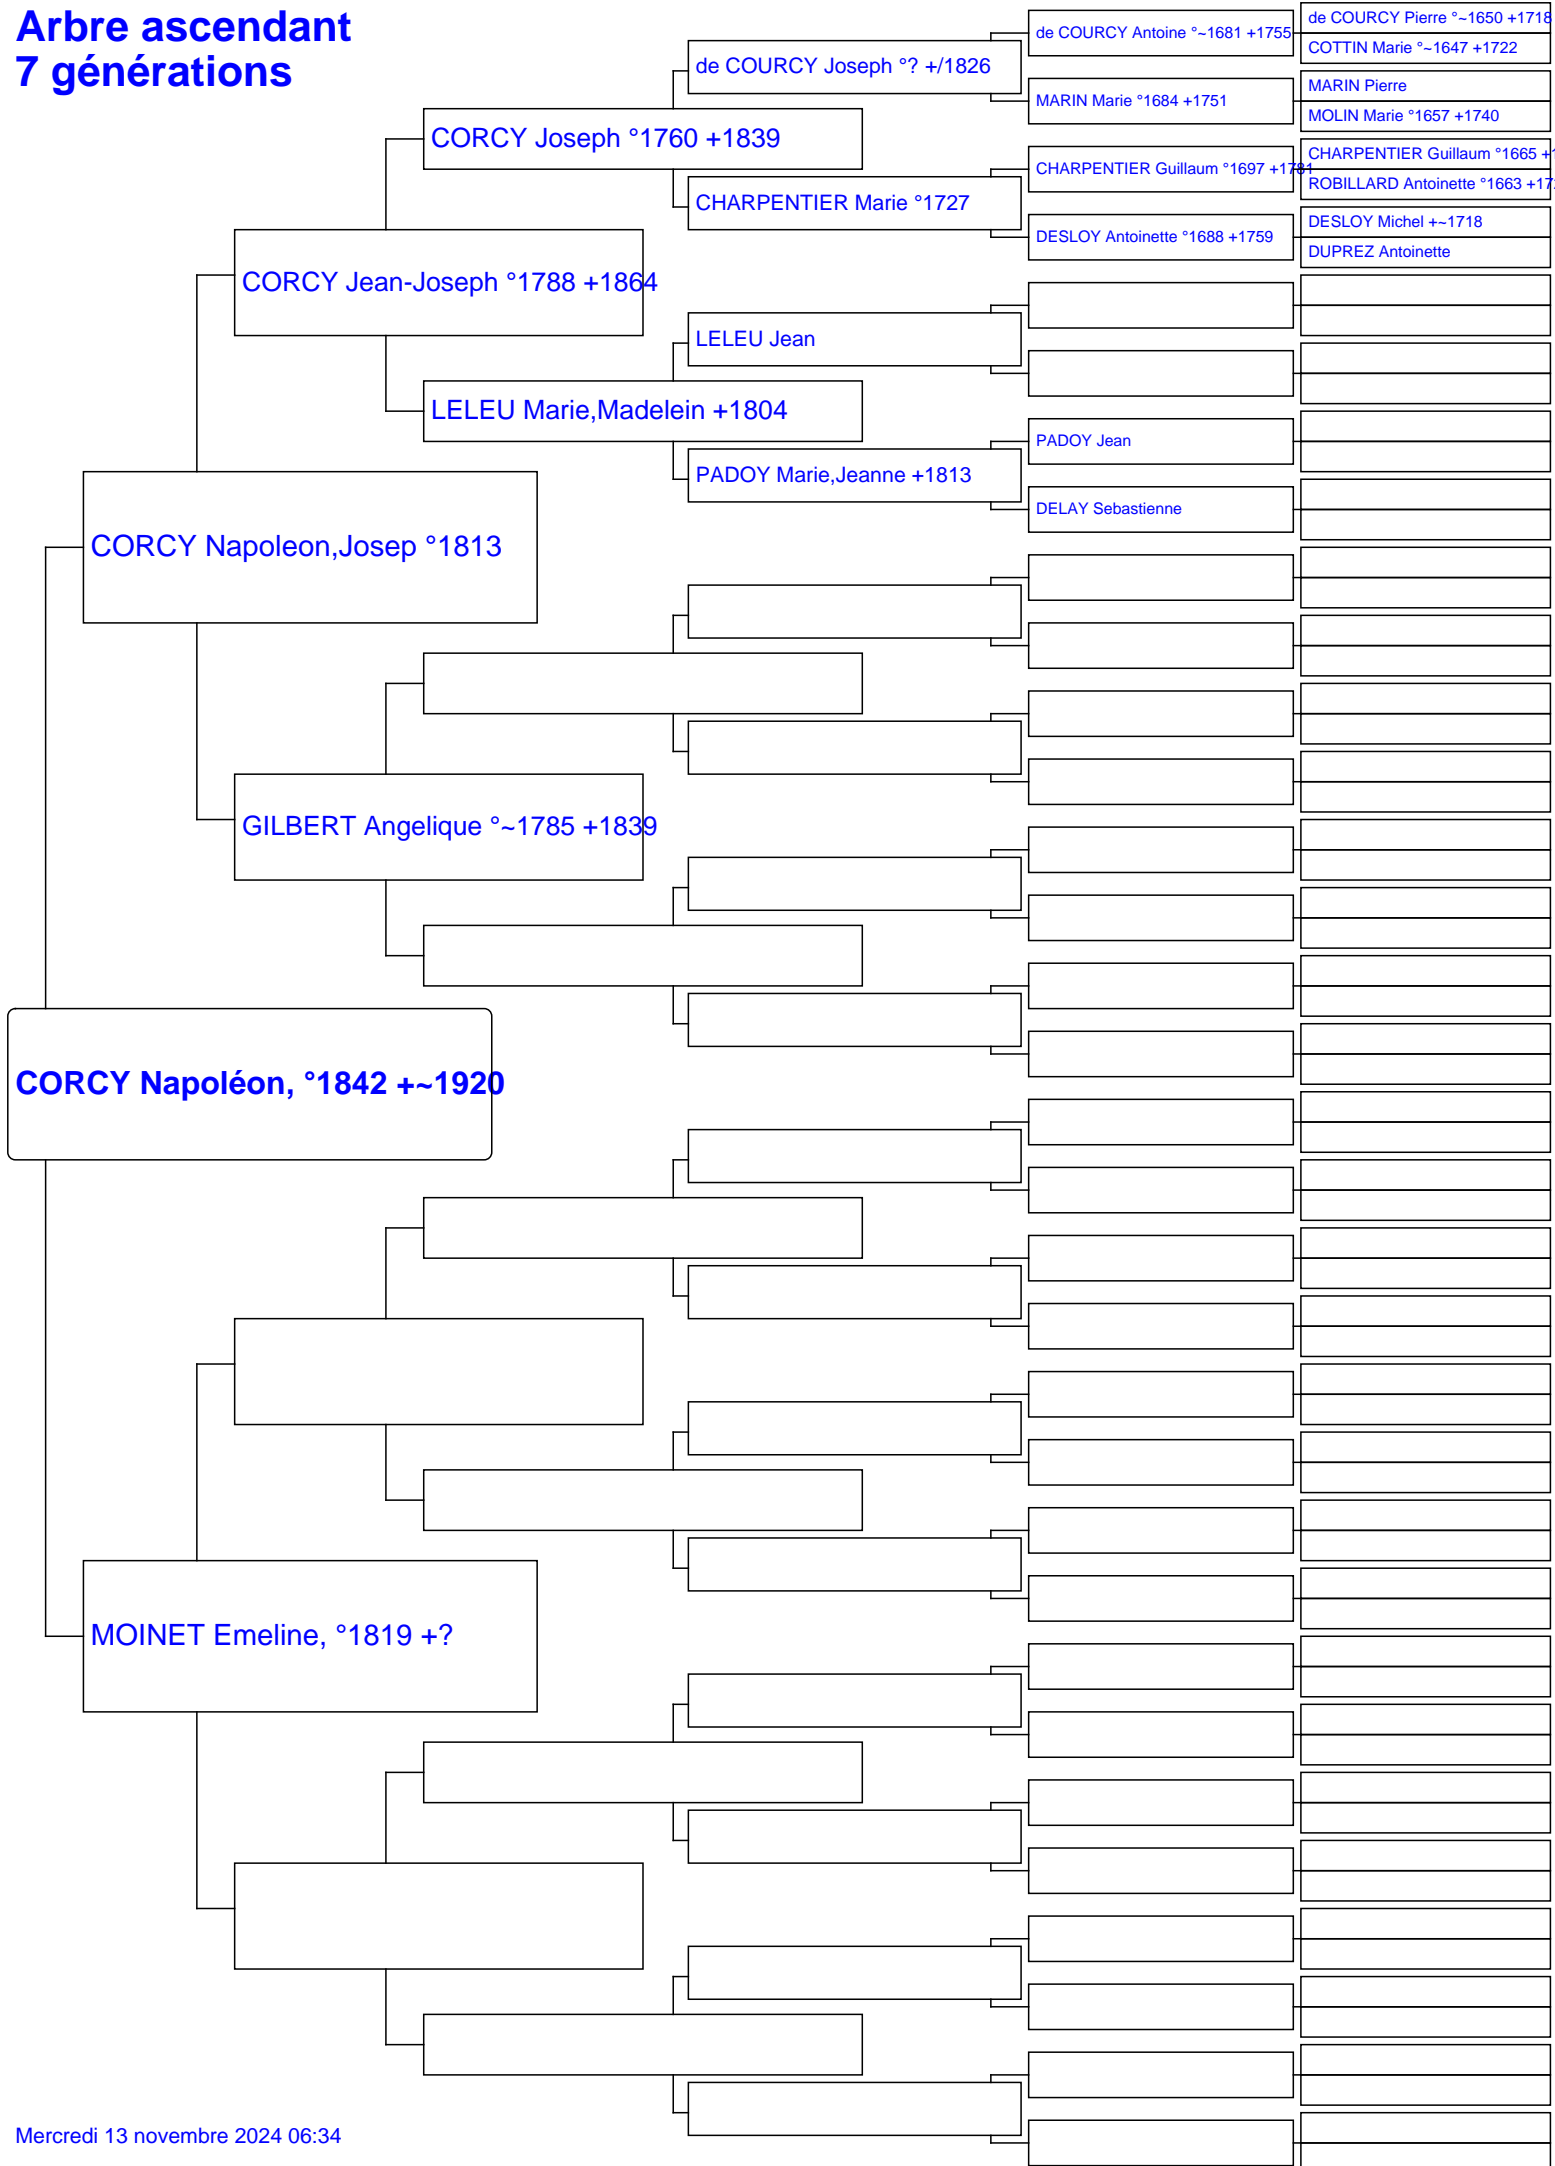 Arbre ascendant
7 générations
de COURCY Pierre °~1650 +1718
de COURCY Antoine °~1681 +1755
COTTIN Marie °~1647 +1722
de COURCY Joseph °? +/1826
MARIN Pierre
MARIN Marie °1684 +1751
MOLIN Marie °1657 +1740
CORCY Joseph °1760 +1839
CHARPENTIER Guillaum °1665 +1
CHARPENTIER Guillaum °1697 +1781
ROBILLARD Antoinette °1663 +17
CHARPENTIER Marie °1727
DESLOY Michel +~1718
DESLOY Antoinette °1688 +1759
DUPREZ Antoinette
CORCY Jean-Joseph °1788 +1864
LELEU Jean
LELEU Marie,Madelein +1804
PADOY Jean
PADOY Marie,Jeanne +1813
DELAY Sebastienne
CORCY Napoleon,Josep °1813
GILBERT Angelique °~1785 +1839
CORCY Napoléon, °1842 +~1920
MOINET Emeline, °1819 +?
Mercredi 13 novembre 2024 06:34